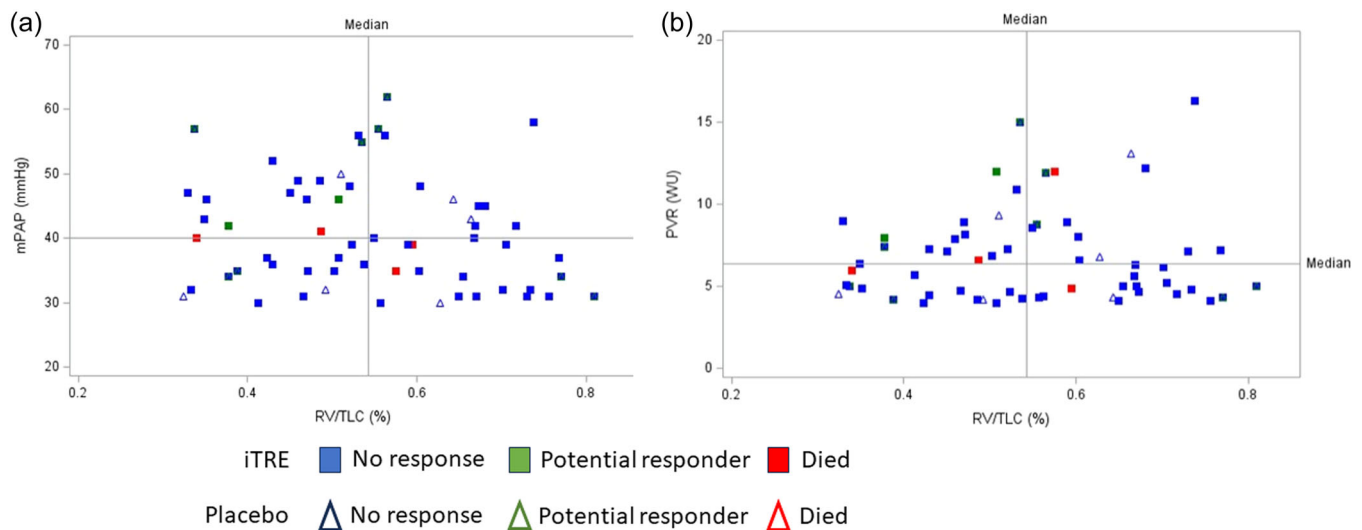 (a)
Median
70
60
50
40
30
20
mPAP (mmHg)
0.2
0.4
0.6
0.8
RV/TLC (%)
(b)
Median
20
15
10
5
0
PVR (WU)
Median
0.2
0.4
0.6
0.8
RV/TLC (%)
iTRE No response Potential responder Died
Placebo No response Potential responder Died